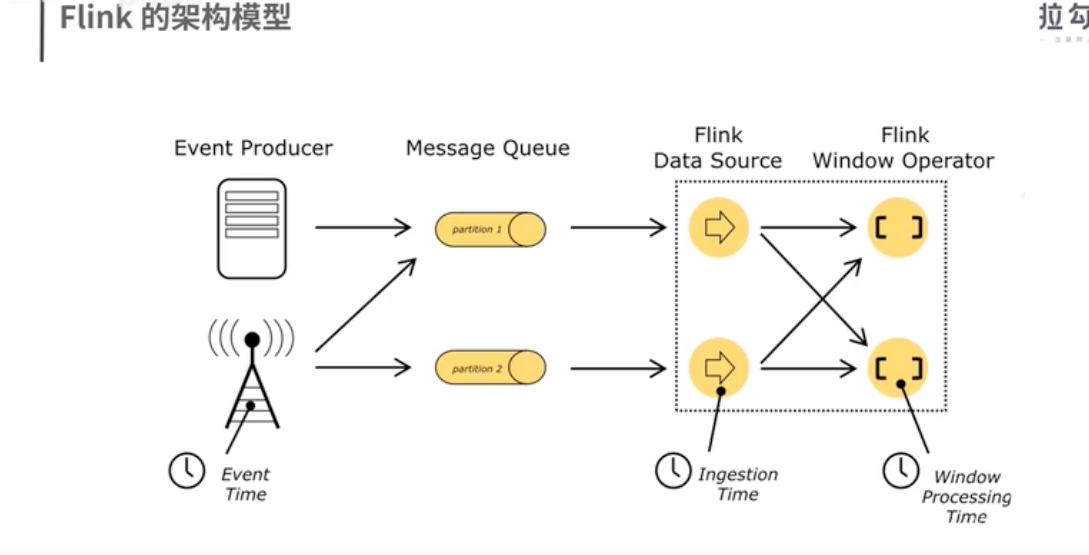 Flink 的架构模型
拉勾
Event Producer
Message Queue
Flink
Data Source
Flink
Window Operator
partition 1
partition 2
Event
Time
Ingestion
Time
Window
Processing
Time